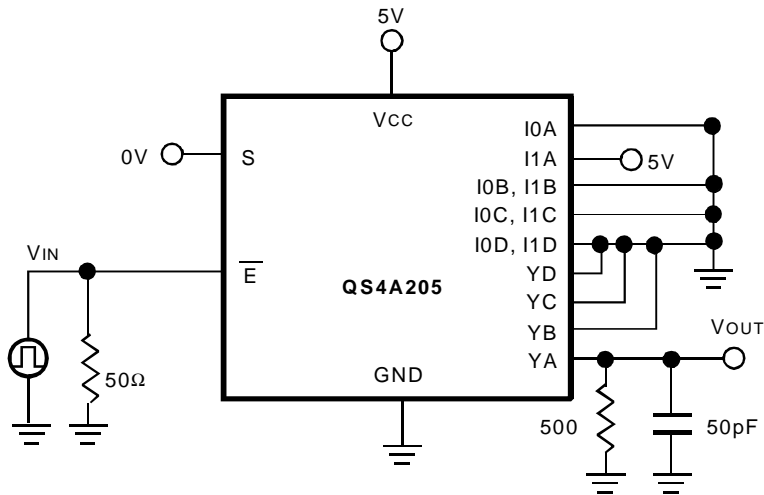 5V
VCC
0V
S
I0A
I1A
5V
I0B, I1B
I0C, I1C
I0D, I1D
VIN
E
QS4A205
YD
YC
YB
YA
VOUT
GND
50Ω
500
50pF